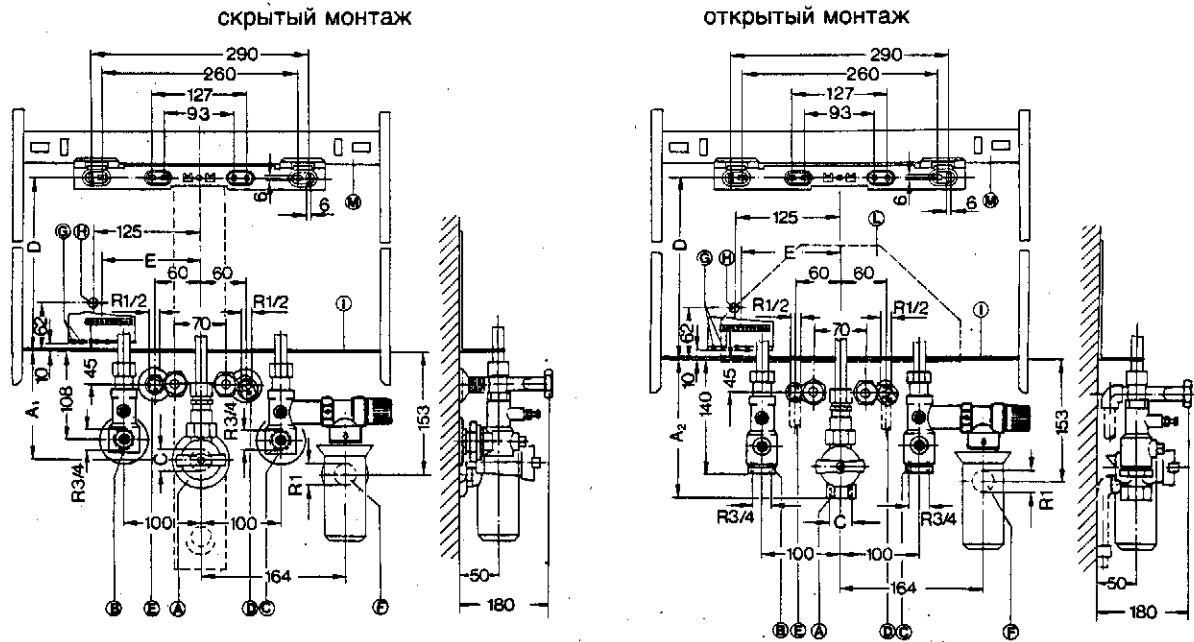 скрытый монтаж
290
260
127
93
6
6
Ⓜ
D
Ⓖ Ⓗ
125
E
60 60
R1/2 R1/2
Ⓘ
62
70
10
45
A₁
108
R3/4
153
C
R3/4
R1
100 100
164
50
180
Ⓑ Ⓔ Ⓐ Ⓓ Ⓒ Ⓕ
открытый монтаж
290
260
127
93
6
6
Ⓜ
D
125
Ⓛ
Ⓖ Ⓗ
E
60 60
R1/2 R1/2
Ⓘ
62
70
10
45
A₂
140
153
R1
R3/4 C R3/4
100 100
164
50
180
Ⓑ Ⓔ Ⓐ Ⓓ Ⓒ Ⓕ